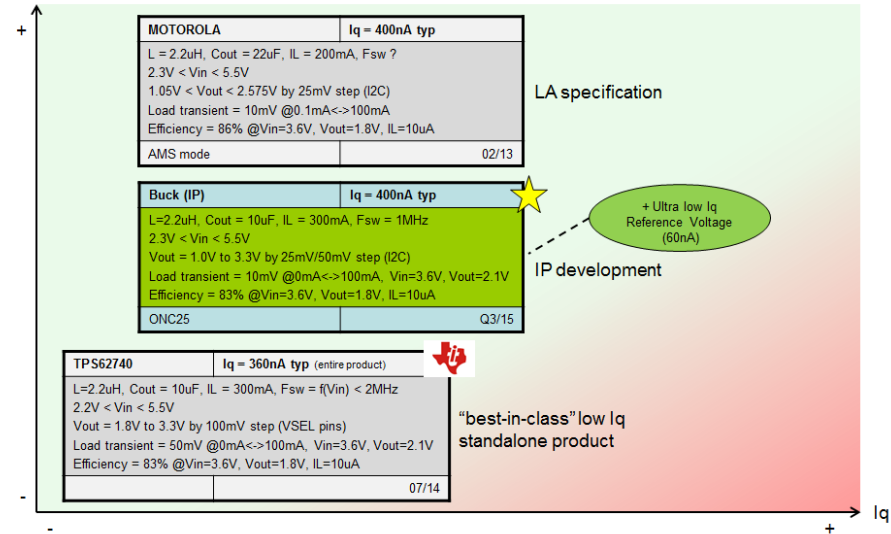 +
MOTOROLA Iq = 400nA typ
L = 2.2uH, Cout = 22uF, IL = 200mA, Fsw ?
2.3V < Vin < 5.5V
1.05V < Vout < 2.575V by 25mV step (I2C)
Load transient = 10mV @0.1mA<->100mA
Efficiency = 86% @Vin=3.6V, Vout=1.8V, IL=10uA
AMS mode 02/13
LA specification
Buck (IP) Iq = 400nA typ
L=2.2uH, Cout = 10uF, IL = 300mA, Fsw = 1MHz
2.3V < Vin < 5.5V
Vout = 1.0V to 3.3V by 25mV/50mV step (I2C)
Load transient = 10mV @0mA<->100mA, Vin=3.6V, Vout=2.1V
Efficiency = 83% @Vin=3.6V, Vout=1.8V, IL=10uA
ONC25 Q3/15
+ Ultra low Iq
Reference Voltage
(60nA)
IP development
TPS62740 Iq = 360nA typ (entire product)
ti
L=2.2uH, Cout = 10uF, IL = 300mA, Fsw = f(Vin) < 2MHz
2.2V < Vin < 5.5V
Vout = 1.8V to 3.3V by 100mV step (VSEL pins)
Load transient = 50mV @0mA<->100mA, Vin=3.6V, Vout=2.1V
Efficiency = 83% @Vin=3.6V, Vout=1.8V, IL=10uA
07/14
"best-in-class" low Iq
standalone product
-
- +
Iq